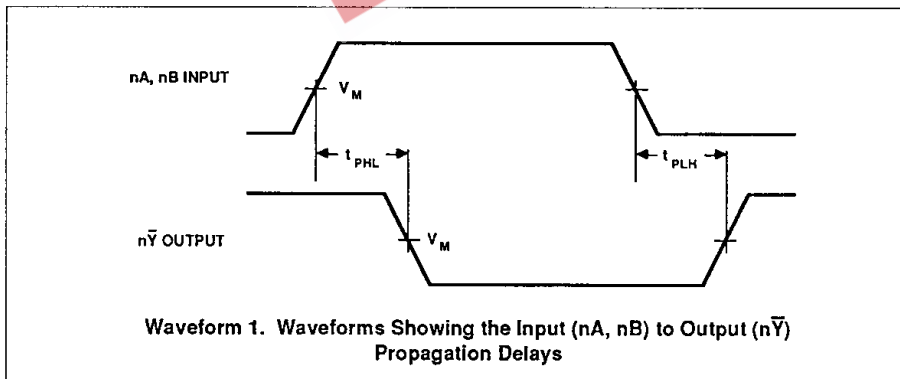 nA, nB INPUT
V_M
t_PHL
t_PLH
nȲ OUTPUT
V_M
Waveform 1. Waveforms Showing the Input (nA, nB) to Output (nȲ)
Propagation Delays